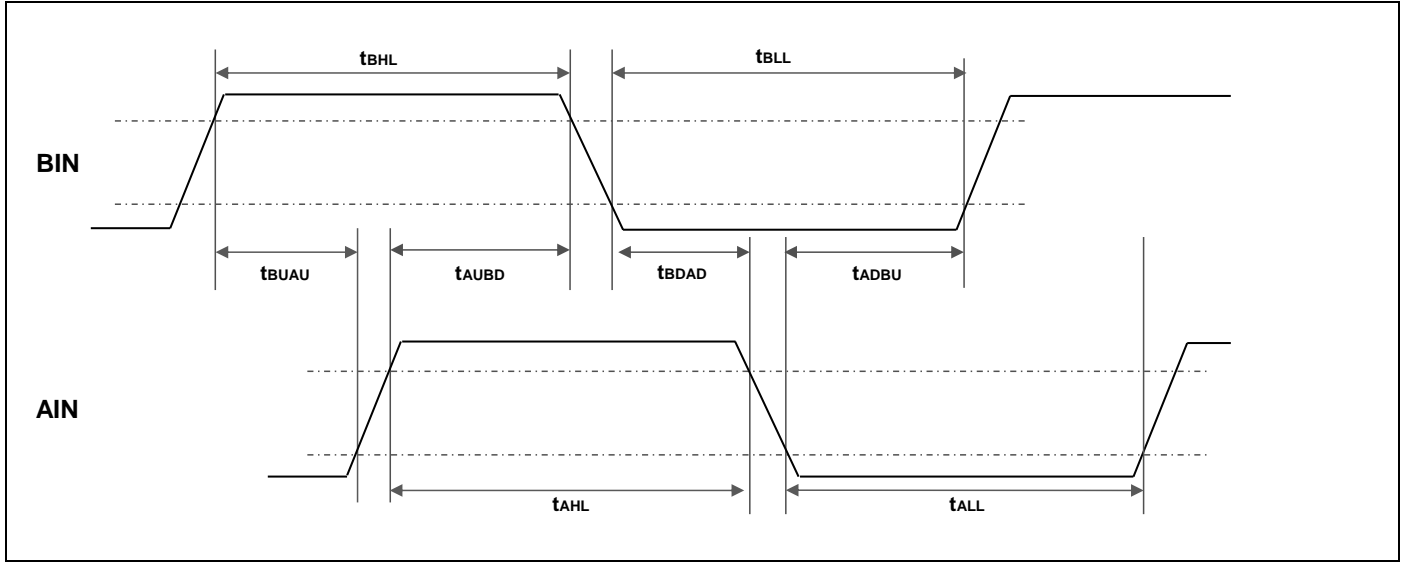 tBHL
tBLL
BIN
tBUAU
tAUBD
tBDAD
tADBU
AIN
tAHL
tALL